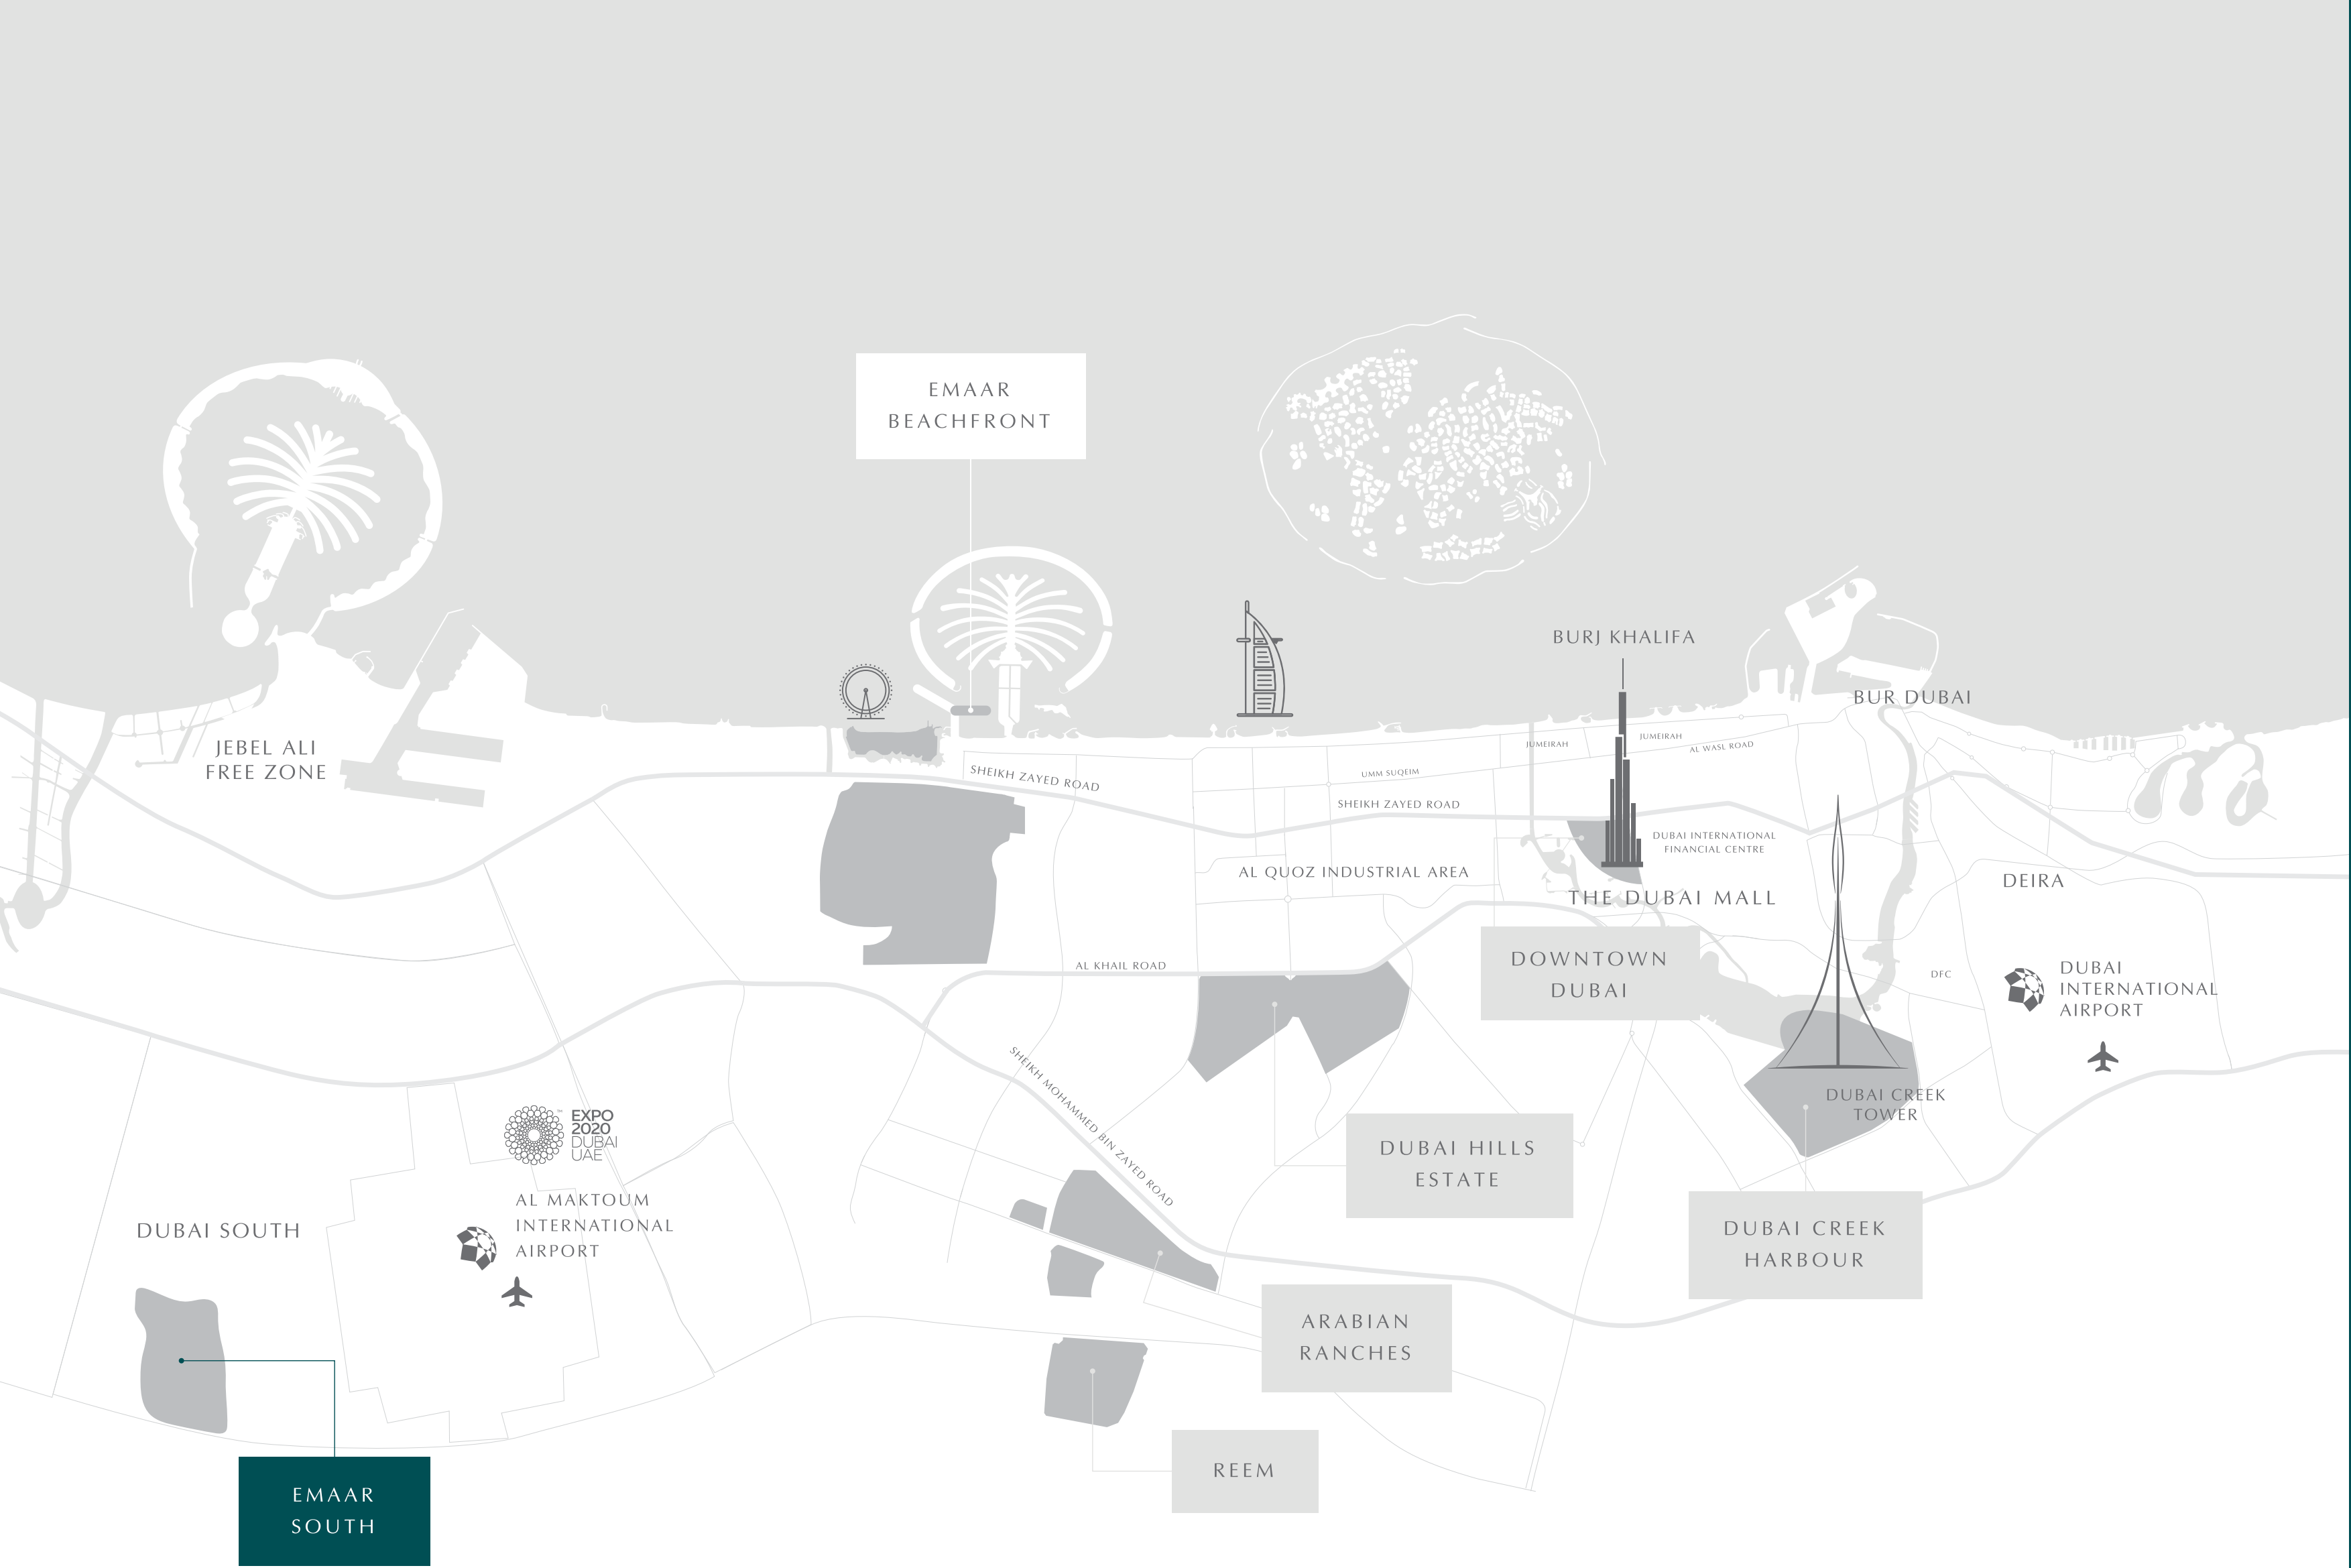 EMAAR
BEACHFRONT
BURJ KHALIFA
BUR DUBAI
JEBEL ALI
FREE ZONE
SHEIKH ZAYED ROAD
UMM SUQEIM
JUMEIRAH
JUMEIRAH
AL WASL ROAD
SHEIKH ZAYED ROAD
DUBAI INTERNATIONAL
FINANCIAL CENTRE
AL QUOZ INDUSTRIAL AREA
THE DUBAI MALL
DEIRA
DOWNTOWN
DUBAI
AL KHAIL ROAD
DFC
DUBAI
INTERNATIONAL
AIRPORT
SHEIKH MOHAMMED BIN ZAYED ROAD
DUBAI CREEK
TOWER
EXPO
2020
DUBAI
UAE
TM
DUBAI HILLS
ESTATE
AL MAKTOUM
INTERNATIONAL
AIRPORT
DUBAI SOUTH
DUBAI CREEK
HARBOUR
ARABIAN
RANCHES
REEM
EMAAR
SOUTH